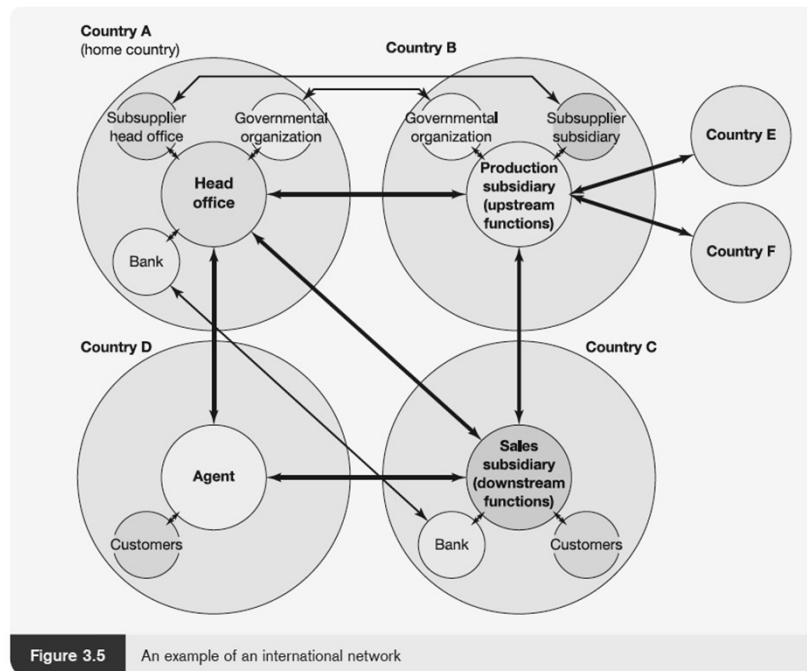 Country A
(home country)
Country B
Subsupplier
head office
Governmental
organization
Governmental
organization
Subsupplier
subsidiary
Head
office
Production
subsidiary
(upstream
functions)
Country E
Country F
Bank
Country D
Country C
Agent
Sales
subsidiary
(downstream
functions)
Customers
Bank
Customers
Figure 3.5 An example of an international network